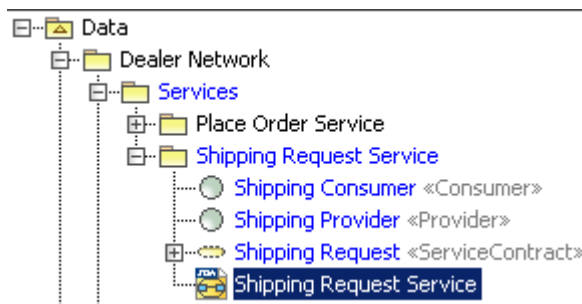 Data
Dealer Network
Services
Place Order Service
Shipping Request Service
Shipping Consumer «Consumer»
Shipping Provider «Provider»
Shipping Request «ServiceContract»
Shipping Request Service